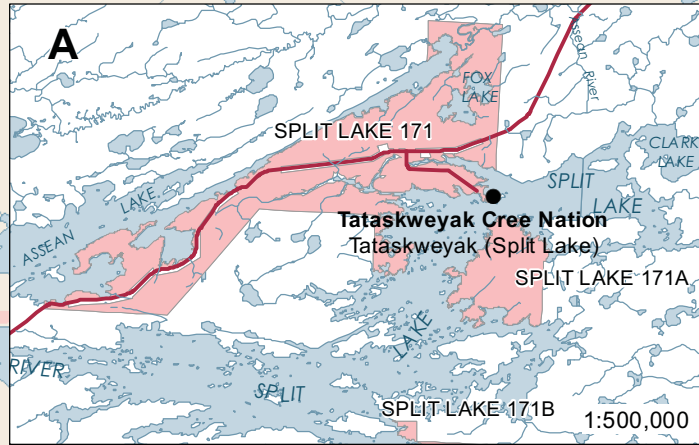 A
Assean River
FOX
LAKE
SPLIT LAKE 171
CLARK
LAKE
SPLIT
LAKE
ASSEAN LAKE
Tataskweyak Cree Nation
Tataskweyak (Split Lake)
SPLIT LAKE 171A
RIVER
SPLIT LAKE
SPLIT LAKE 171B
1:500,000